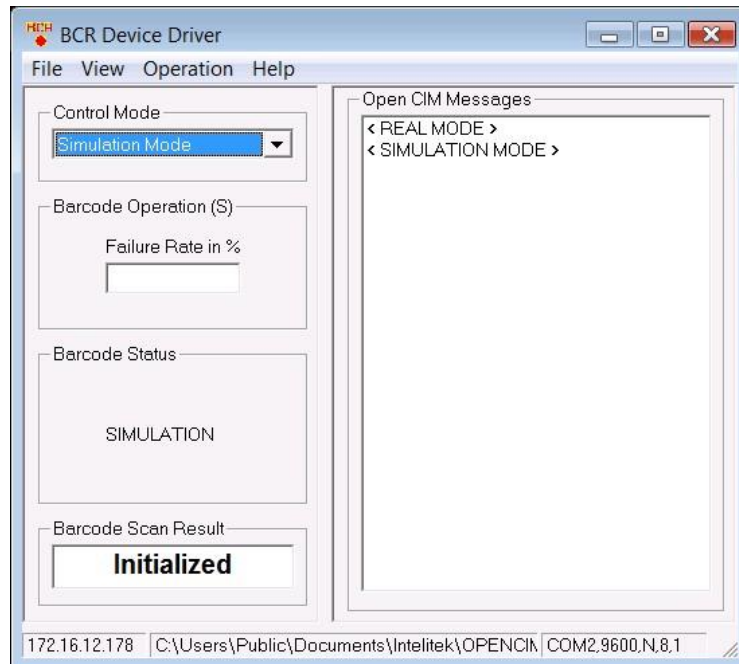 BCR Device Driver
File View Operation Help
Control Mode
Simulation Mode
Barcode Operation (S)
Failure Rate in %
Barcode Status
SIMULATION
Barcode Scan Result
Initialized
Open CIM Messages
< REAL MODE >
< SIMULATION MODE >
172.16.12.178 C:\Users\Public\Documents\Intelitek\OPENCIM COM2,9600,N,8,1